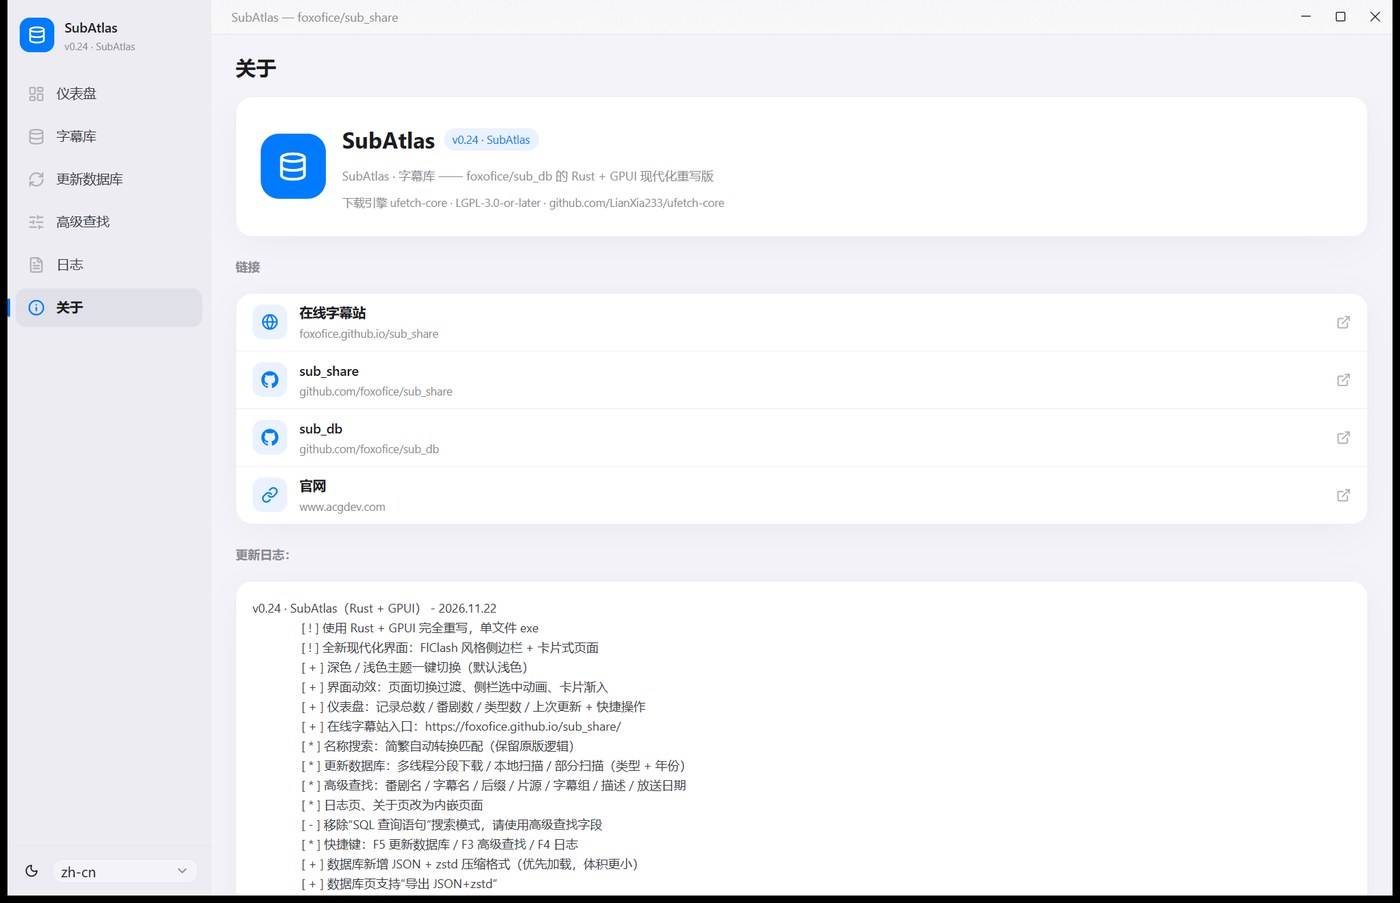 SubAtlas
v0.24 · SubAtlas
仪表盘
字幕库
更新数据库
高级查找
日志
关于
zh-cn
SubAtlas — foxofice/sub_share
关于
SubAtlas v0.24 · SubAtlas
SubAtlas · 字幕库 —— foxofice/sub_db 的 Rust + GPUI 现代化重写版
下载引擎 ufetch-core · LGPL-3.0-or-later · github.com/LianXia233/ufetch-core
链接
在线字幕站
foxofice.github.io/sub_share
sub_share
github.com/foxofice/sub_share
sub_db
github.com/foxofice/sub_db
官网
www.acgdev.com
更新日志:
v0.24 · SubAtlas（Rust + GPUI） - 2026.11.22
[ ! ] 使用 Rust + GPUI 完全重写，单文件 exe
[ ! ] 全新现代化界面：FlClash 风格侧边栏 + 卡片式页面
[ + ] 深色 / 浅色主题一键切换（默认浅色）
[ + ] 界面动效：页面切换过渡、侧栏选中动画、卡片渐入
[ + ] 仪表盘：记录总数 / 番剧数 / 类型数 / 上次更新 + 快捷操作
[ + ] 在线字幕站入口：https://foxofice.github.io/sub_share/
[ * ] 名称搜索：简繁自动转换匹配（保留原版逻辑）
[ * ] 更新数据库：多线程分段下载 / 本地扫描 / 部分扫描（类型 + 年份）
[ * ] 高级查找：番剧名 / 字幕名 / 后缀 / 片源 / 字幕组 / 描述 / 放送日期
[ * ] 日志页、关于页改为内嵌页面
[ - ] 移除“SQL 查询语句”搜索模式，请使用高级查找字段
[ * ] 快捷键：F5 更新数据库 / F3 高级查找 / F4 日志
[ + ] 数据库新增 JSON + zstd 压缩格式（优先加载，体积更小）
[ + ] 数据库页支持“导出 JSON+zstd”